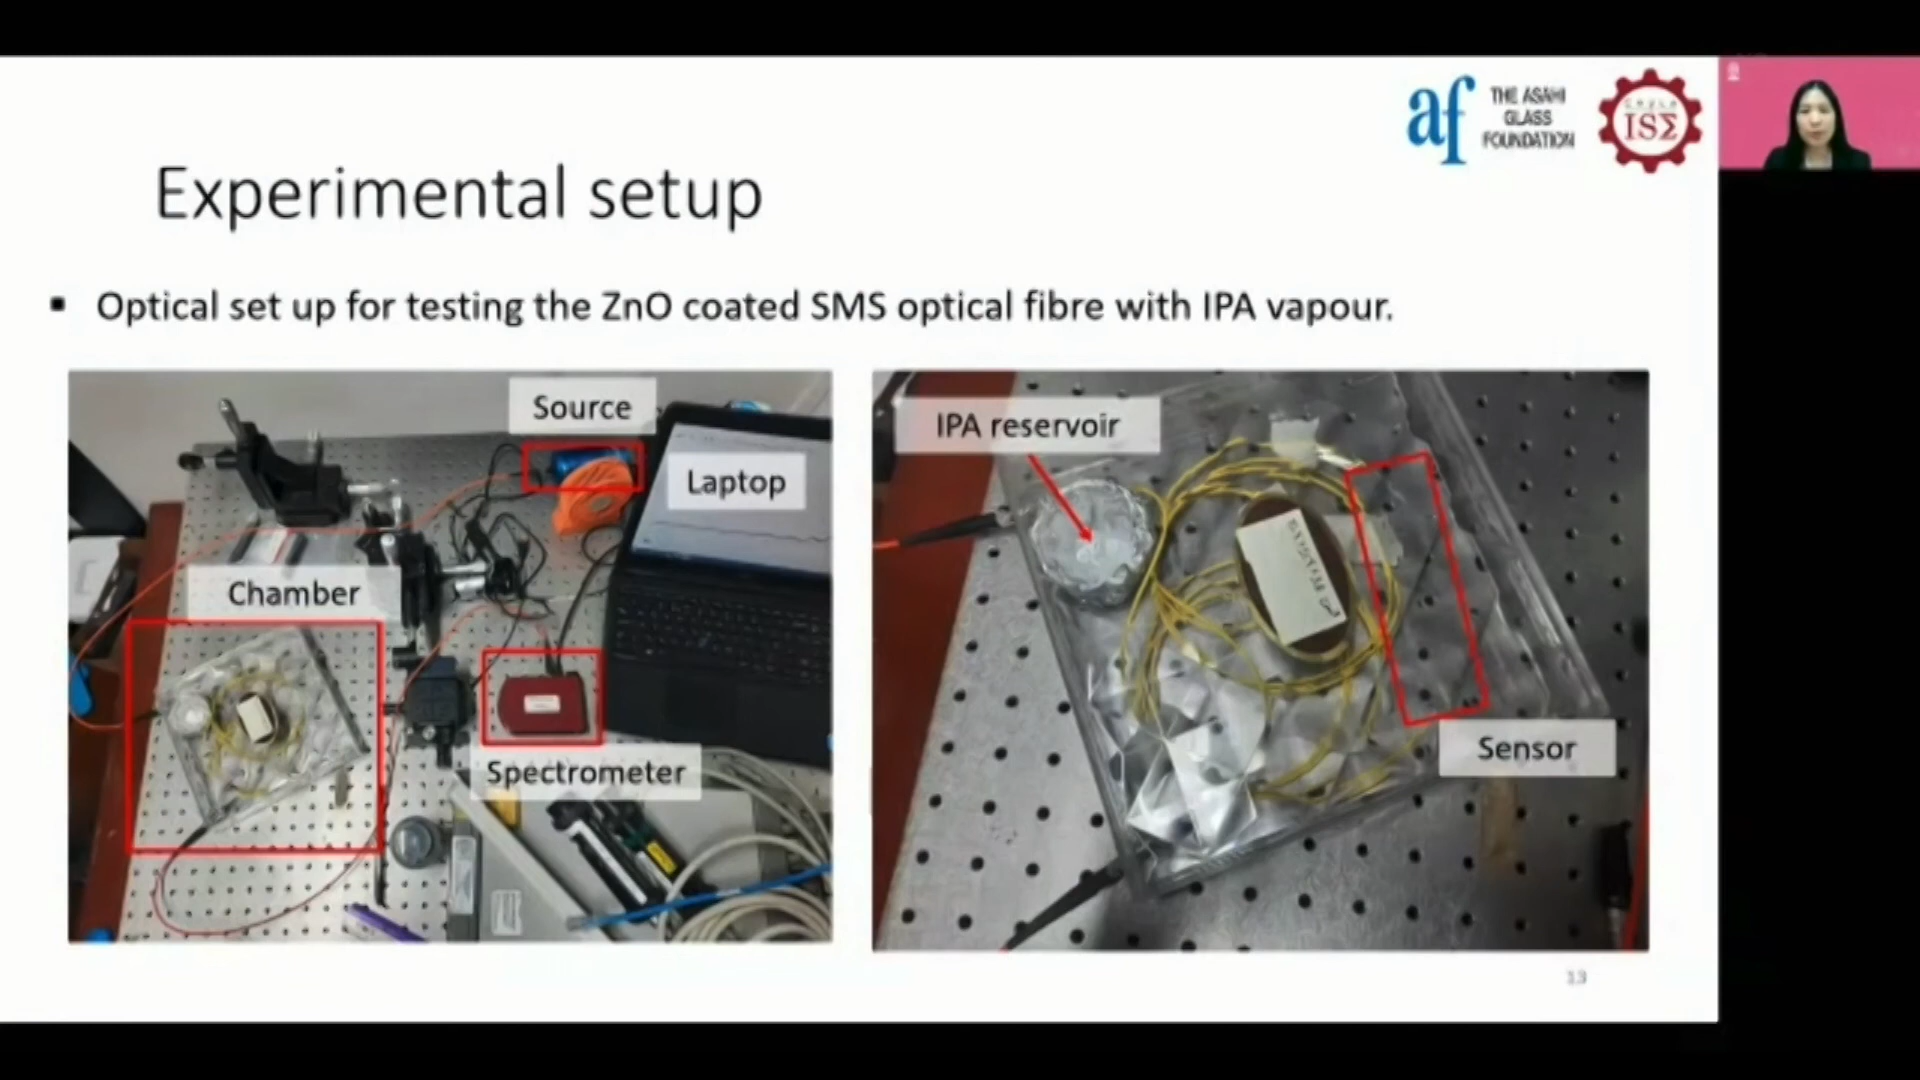 af
THE ASAHI
GLASS
FOUNDATION
ISΣ
Experimental setup
▪ Optical set up for testing the ZnO coated SMS optical fibre with IPA vapour.
Source
Laptop
Chamber
Spectrometer
IPA reservoir
Sensor
13